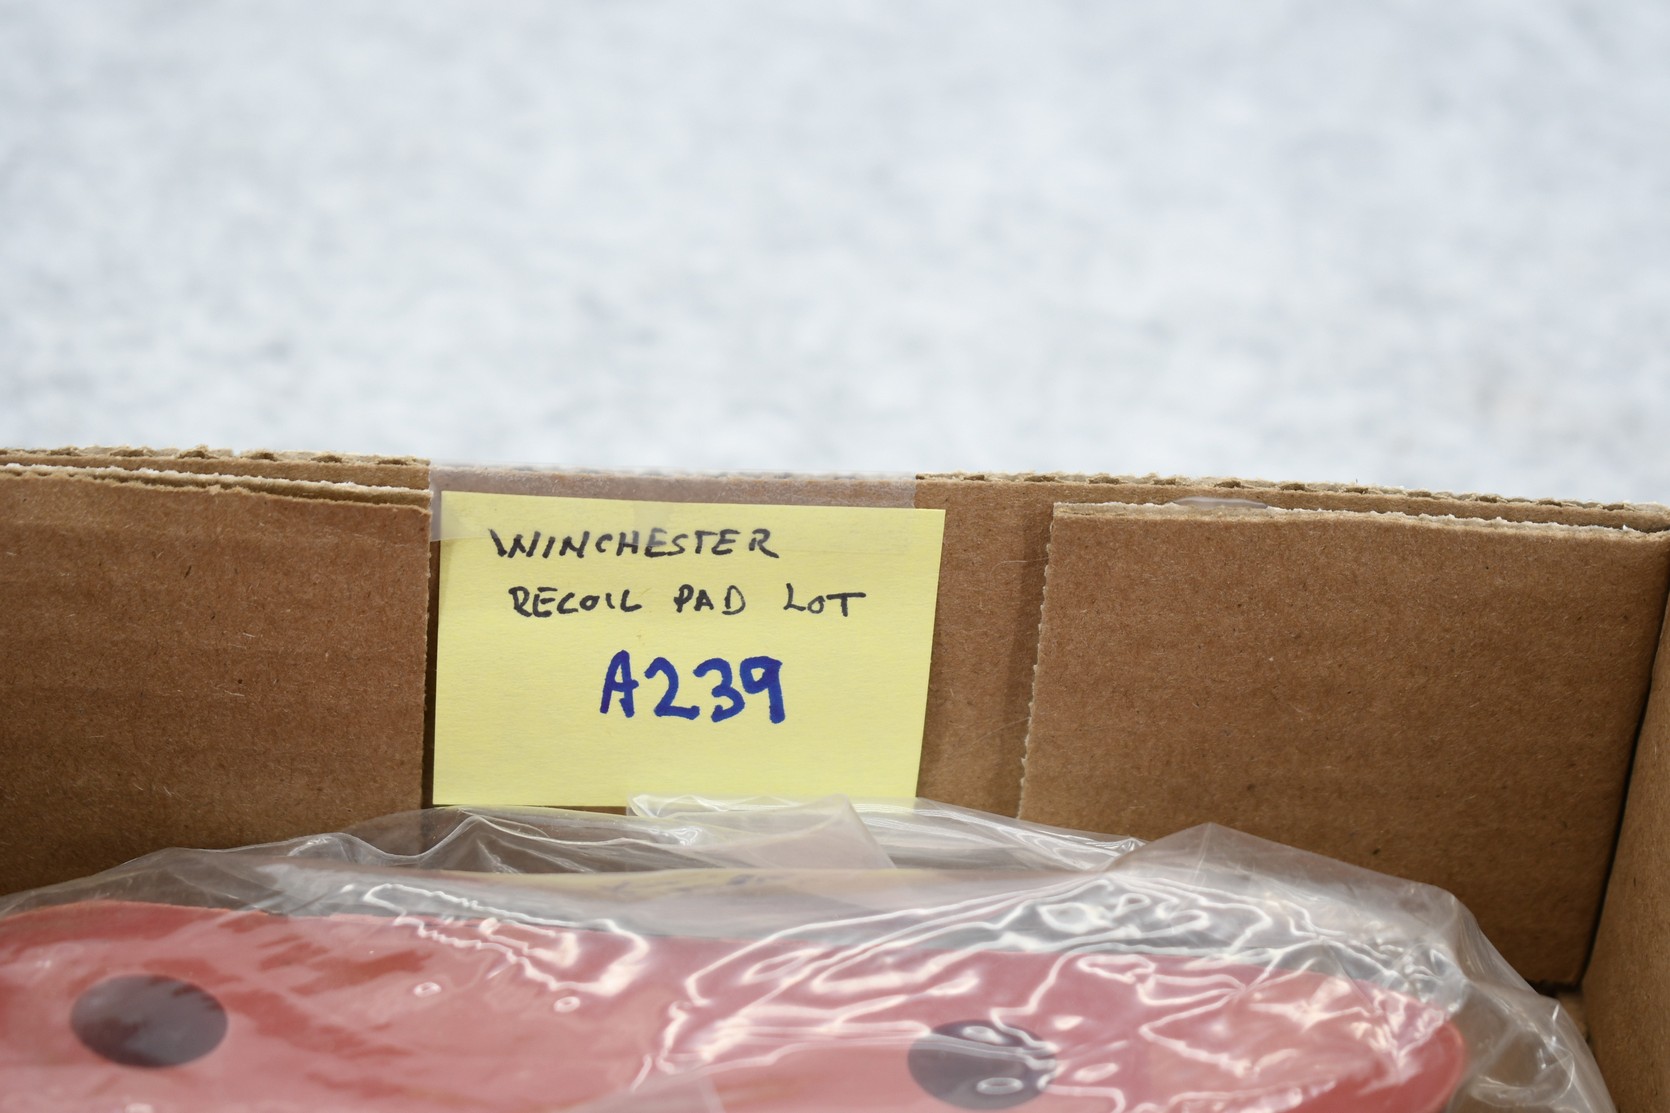 WINCHESTER
RECOIL PAD LOT
A239